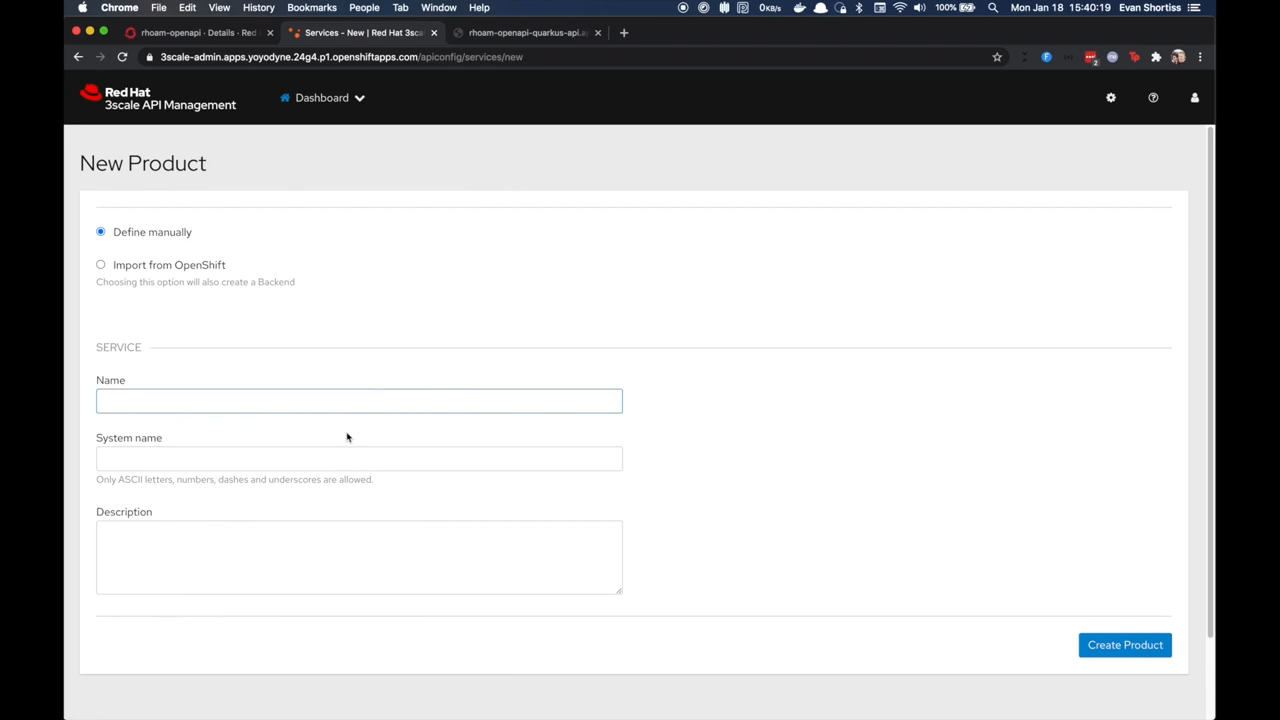 Chrome File Edit View History Bookmarks People Tab Window Help 0KB/s 100% Mon Jan 18 15:40:19 Evan Shortiss
rhoam-openapi · Details · Red Services - New | Red Hat 3sca rhoam-openapi-quarkus-api.ay
3scale-admin.apps.yoyodyne.24g4.p1.openshiftapps.com/apiconfig/services/new
Red Hat
3scale API Management
Dashboard
New Product
Define manually
Import from OpenShift
Choosing this option will also create a Backend
SERVICE
Name
System name
Only ASCII letters, numbers, dashes and underscores are allowed.
Description
Create Product